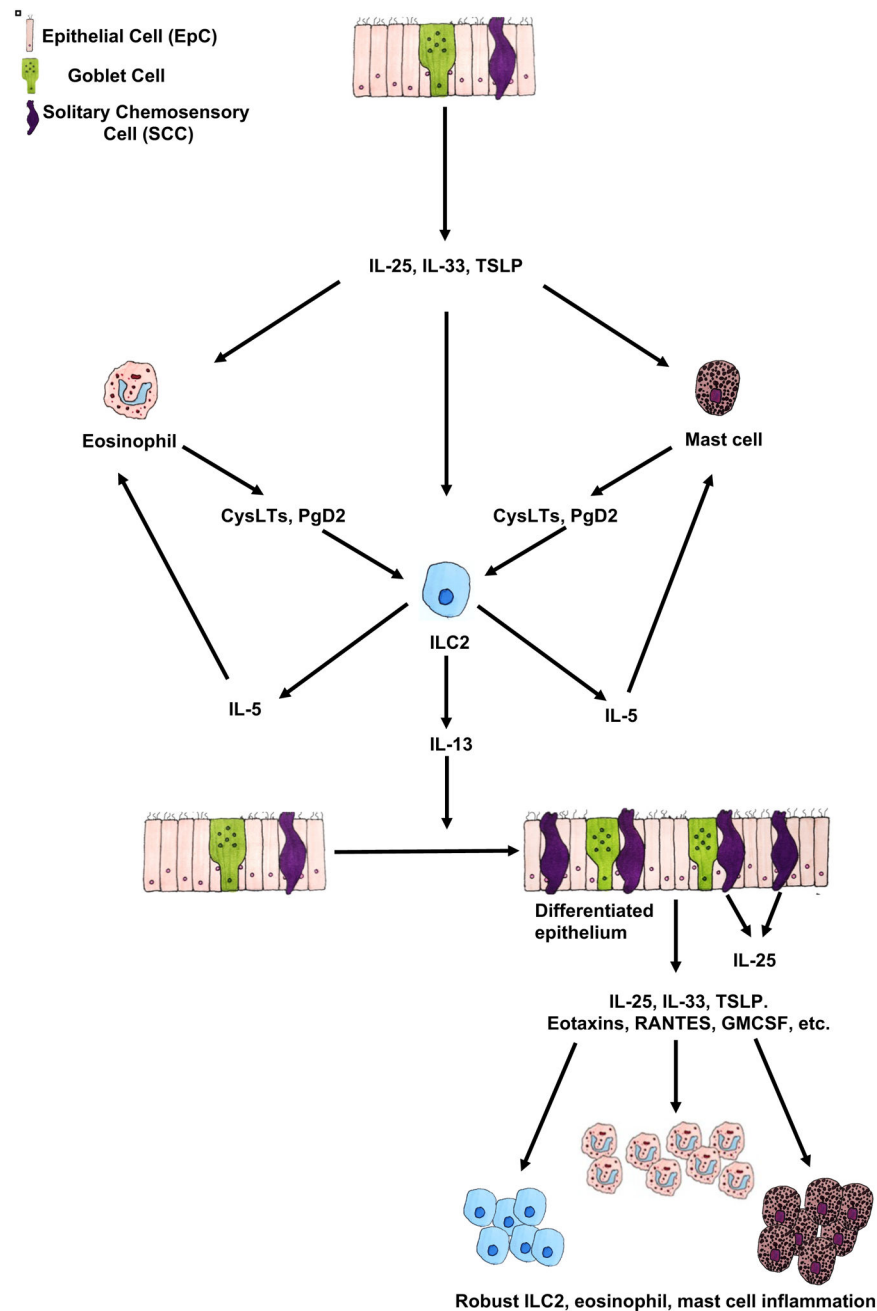 Epithelial Cell (EpC)
Goblet Cell
Solitary Chemosensory
Cell (SCC)
IL-25, IL-33, TSLP
Eosinophil
Mast cell
CysLTs, PgD2
CysLTs, PgD2
ILC2
IL-5
IL-5
IL-13
Differentiated
epithelium
IL-25
IL-25, IL-33, TSLP.
Eotaxins, RANTES, GMCSF, etc.
Robust ILC2, eosinophil, mast cell inflammation